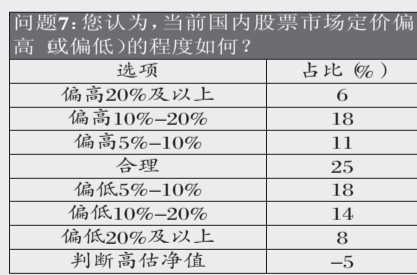 问题7:您认为,当前国内股票市场定价偏
高(或偏低)的程度如何?
选项 占比(%)
偏高20%及以上 6
偏高10%–20% 18
偏高5%–10% 11
合理 25
偏低5%–10% 18
偏低10%–20% 14
偏低20%及以上 8
判断高估净值 –5